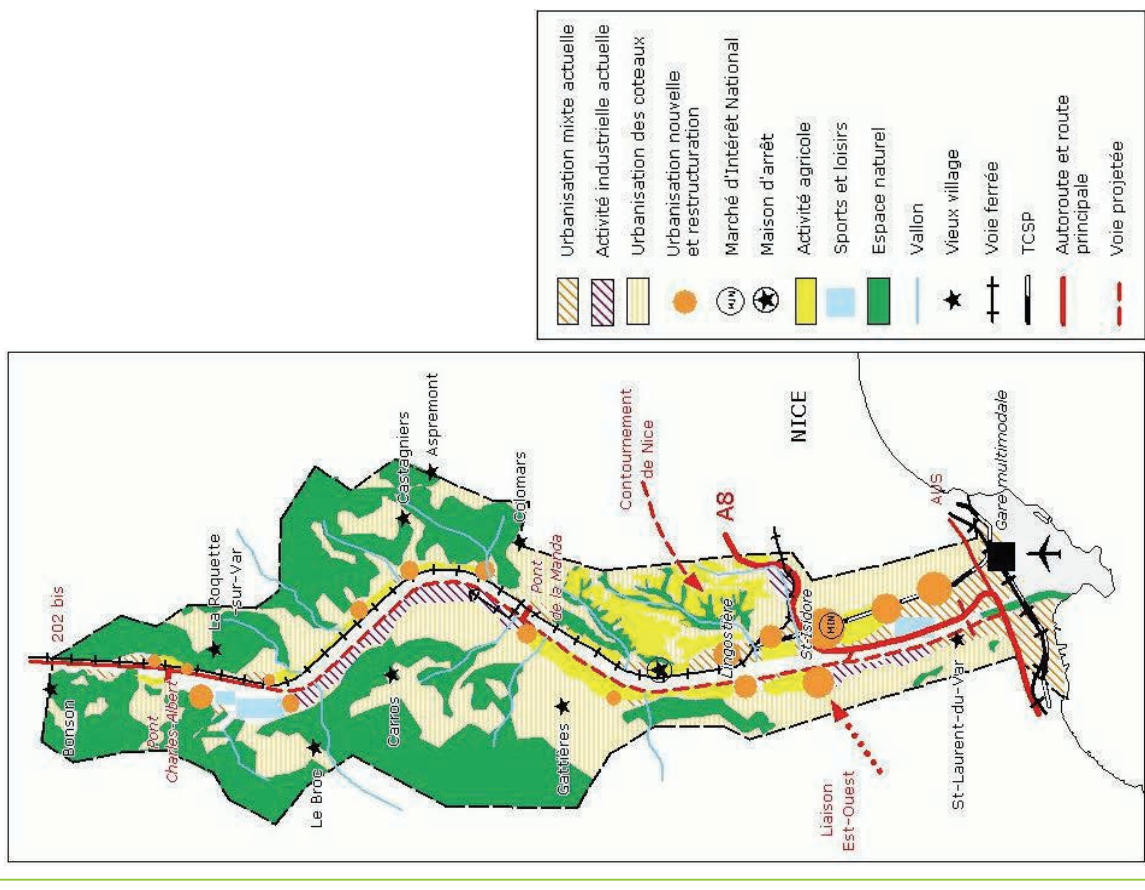 202 bis
Bonson
Pont
Charles-Albert
La Roquette
-sur-Var
Le Broc
Castagniers
Aspremont
Carros
Colomars
Pont
de la Manda
Gattières
Contournement
de Nice
A8
Lingostière
St-Isidore
NICE
MIN
Liaison
Est-Ouest
St-Laurent-du-Var
AUS
Gare multimodale
Urbanisation mixte actuelle
Activité industrielle actuelle
Urbanisation des coteaux
Urbanisation nouvelle
et restructuration
MIN
Marché d'Intérêt National
Maison d'arrêt
Activité agricole
Sports et loisirs
Espace naturel
Vallon
Vieux village
Voie ferrée
TCSP
Autoroute et route
principale
Voie projetée